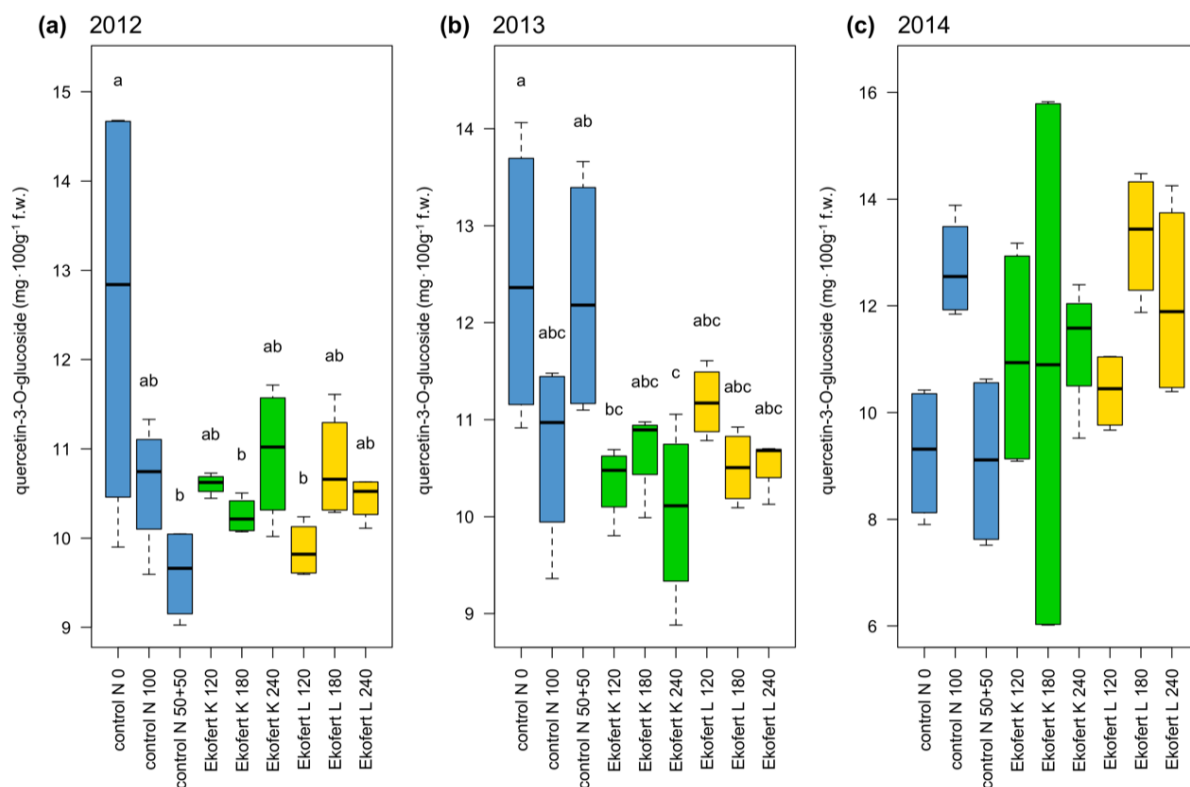 (a) 2012
quercetin-3-O-glucoside (mg·100g⁻¹ f.w.)
15
14
13
12
11
10
9
a
ab
b
ab
b
ab
b
ab
ab
control N 0
control N 100
control N 50+50
Ekofert K 120
Ekofert K 180
Ekofert K 240
Ekofert L 120
Ekofert L 180
Ekofert L 240
(b) 2013
quercetin-3-O-glucoside (mg·100g⁻¹ f.w.)
14
13
12
11
10
9
a
abc
ab
bc
abc
c
abc
abc
abc
control N 0
control N 100
control N 50+50
Ekofert K 120
Ekofert K 180
Ekofert K 240
Ekofert L 120
Ekofert L 180
Ekofert L 240
(c) 2014
quercetin-3-O-glucoside (mg·100g⁻¹ f.w.)
16
14
12
10
8
6
control N 0
control N 100
control N 50+50
Ekofert K 120
Ekofert K 180
Ekofert K 240
Ekofert L 120
Ekofert L 180
Ekofert L 240